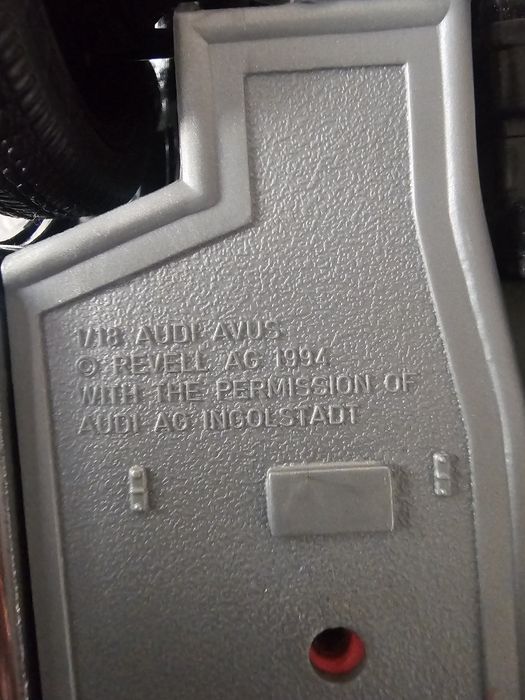 1/18 AUDI AVUS
© REVELL AG 1994
WITH THE PERMISSION OF
AUDI AG INGOLSTADT